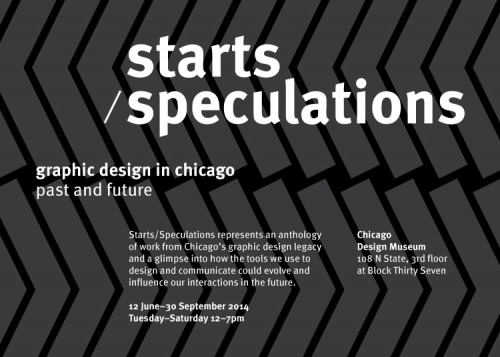 starts
/speculations
graphic design in chicago
past and future
Starts/Speculations represents an anthology
of work from Chicago's graphic design legacy
and a glimpse into how the tools we use to
design and communicate could evolve and
influence our interactions in the future.
12 June–30 September 2014
Tuesday–Saturday 12–7pm
Chicago
Design Museum
108 N State, 3rd floor
at Block Thirty Seven